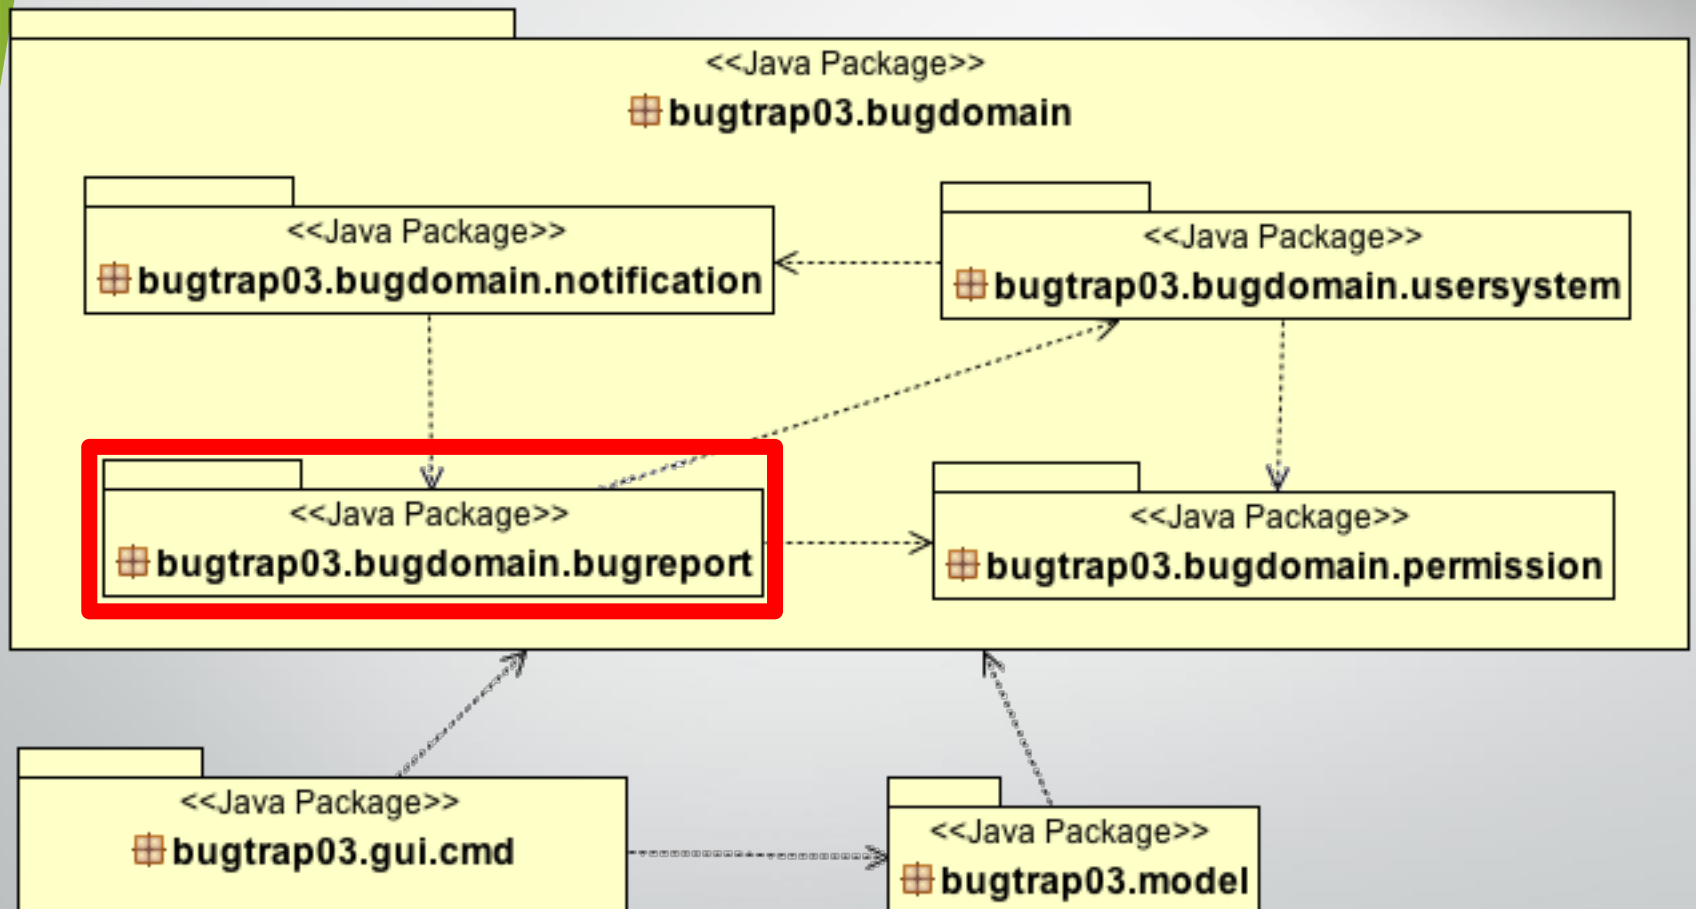 <<Java Package>>
bugtrap03.bugdomain
<<Java Package>>
bugtrap03.bugdomain.notification
<<Java Package>>
bugtrap03.bugdomain.usersystem
<<Java Package>>
bugtrap03.bugdomain.bugreport
<<Java Package>>
bugtrap03.bugdomain.permission
<<Java Package>>
bugtrap03.gui.cmd
<<Java Package>>
bugtrap03.model